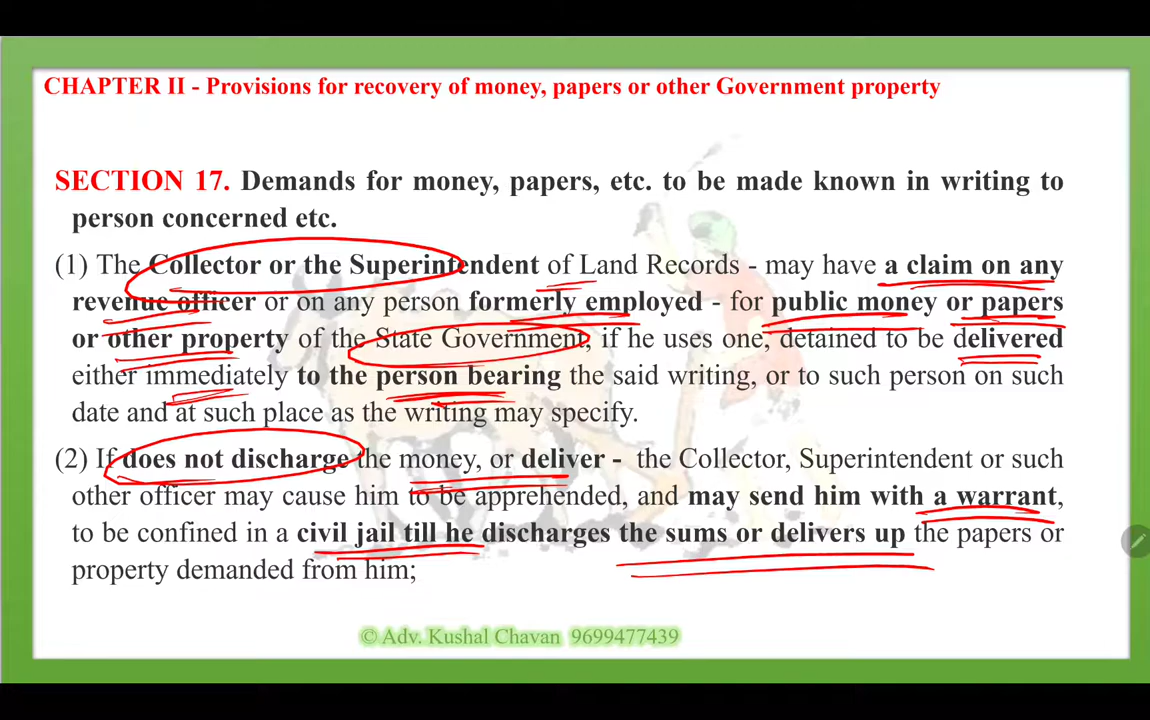 CHAPTER II - Provisions for recovery of money, papers or other Government property
SECTION 17. Demands for money, papers, etc. to be made known in writing to
person concerned etc.
(1) The Collector or the Superintendent of Land Records - may have a claim on any
revenue officer or on any person formerly employed - for public money or papers
or other property of the State Government, if he uses one, detained to be delivered
either immediately to the person bearing the said writing, or to such person on such
date and at such place as the writing may specify.
(2) If does not discharge the money, or deliver - the Collector, Superintendent or such
other officer may cause him to be apprehended, and may send him with a warrant,
to be confined in a civil jail till he discharges the sums or delivers up the papers or
property demanded from him;
© Adv. Kushal Chavan 9699477439